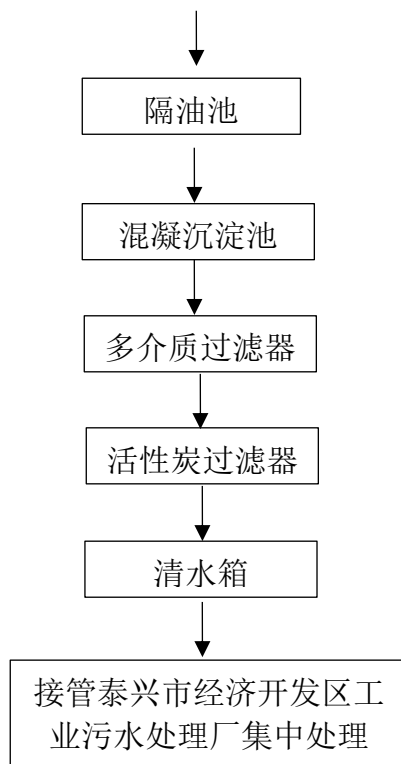 隔油池
混凝沉淀池
多介质过滤器
活性炭过滤器
清水箱
接管泰兴市经济开发区工
业污水处理厂集中处理